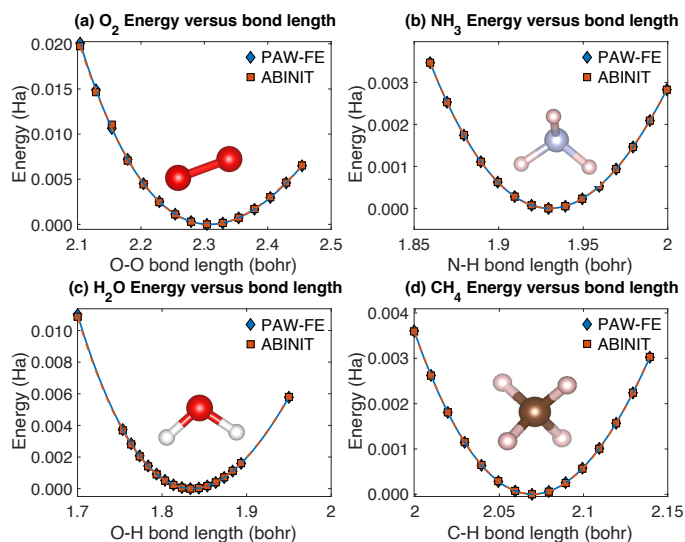 (a) O₂ Energy versus bond length
PAW-FE
ABINIT
Energy (Ha)
0.020
0.015
0.010
0.005
0.000
2.1 2.2 2.3 2.4 2.5
O-O bond length (bohr)
(b) NH₃ Energy versus bond length
PAW-FE
ABINIT
Energy (Ha)
0.003
0.002
0.001
0.000
1.85 1.9 1.95 2
N-H bond length (bohr)
(c) H₂O Energy versus bond length
PAW-FE
ABINIT
Energy (Ha)
0.010
0.008
0.006
0.004
0.002
0.000
1.7 1.8 1.9 2
O-H bond length (bohr)
(d) CH₄ Energy versus bond length
PAW-FE
ABINIT
Energy (Ha)
0.004
0.003
0.002
0.001
0.000
2 2.05 2.1 2.15
C-H bond length (bohr)